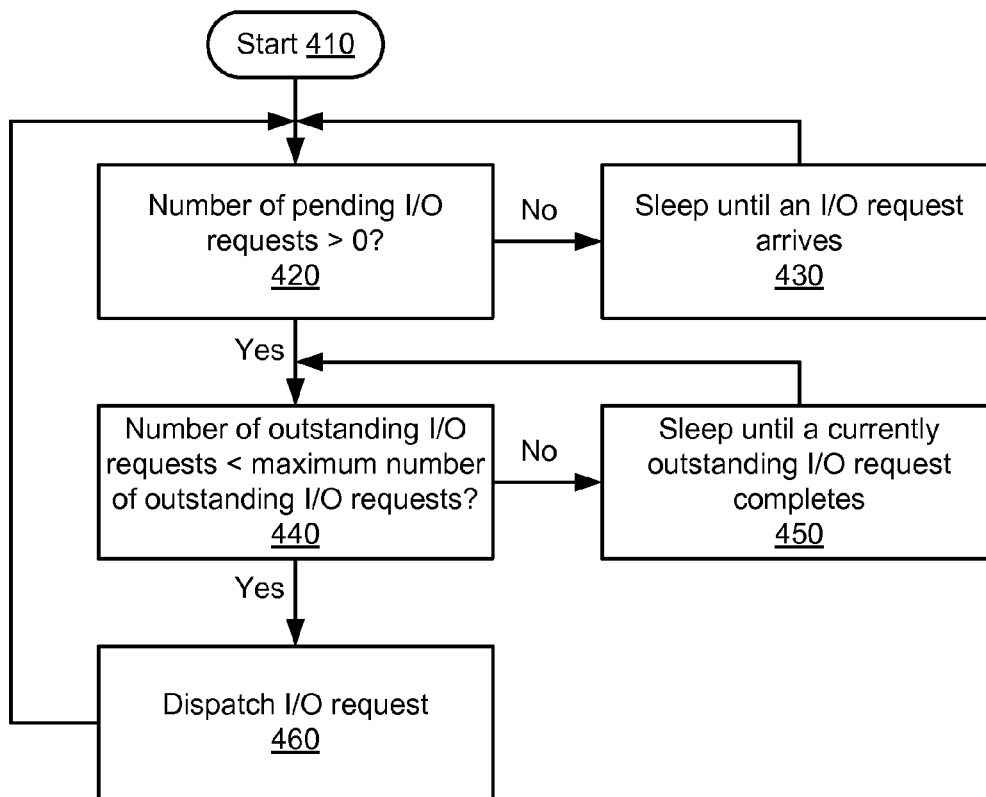 Start 410
Number of pending I/O
requests > 0?
420
No
Sleep until an I/O request
arrives
430
Yes
Number of outstanding I/O
requests < maximum number
of outstanding I/O requests?
440
No
Sleep until a currently
outstanding I/O request
completes
450
Yes
Dispatch I/O request
460